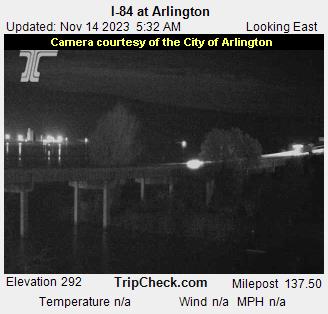 I-84 at Arlington
Updated: Nov 14 2023 5:32 AM Looking East
Camera courtesy of the City of Arlington
Elevation 292 TripCheck.com Milepost 137.50
Temperature n/a Wind n/a MPH n/a